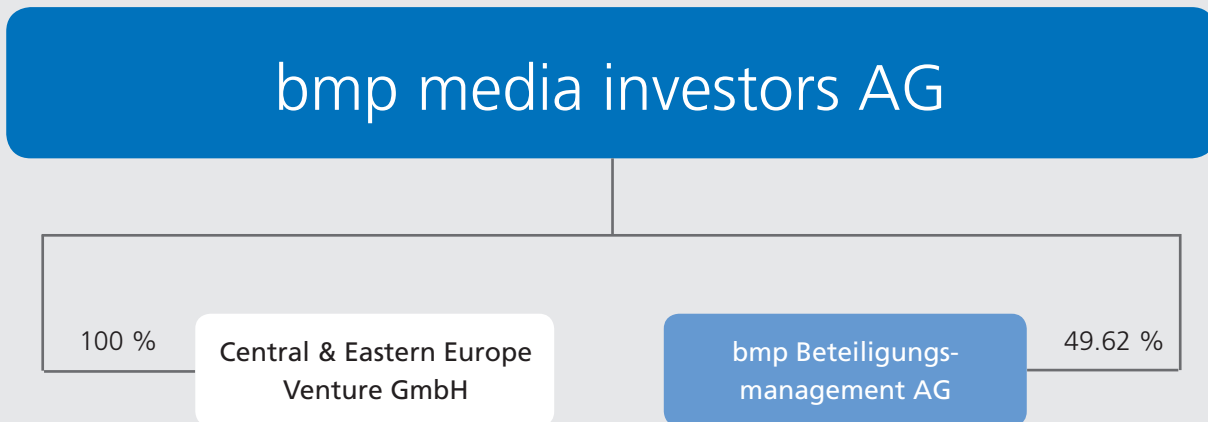 bmp media investors AG
100 %
Central & Eastern Europe
Venture GmbH
bmp Beteiligungs-
management AG
49.62 %